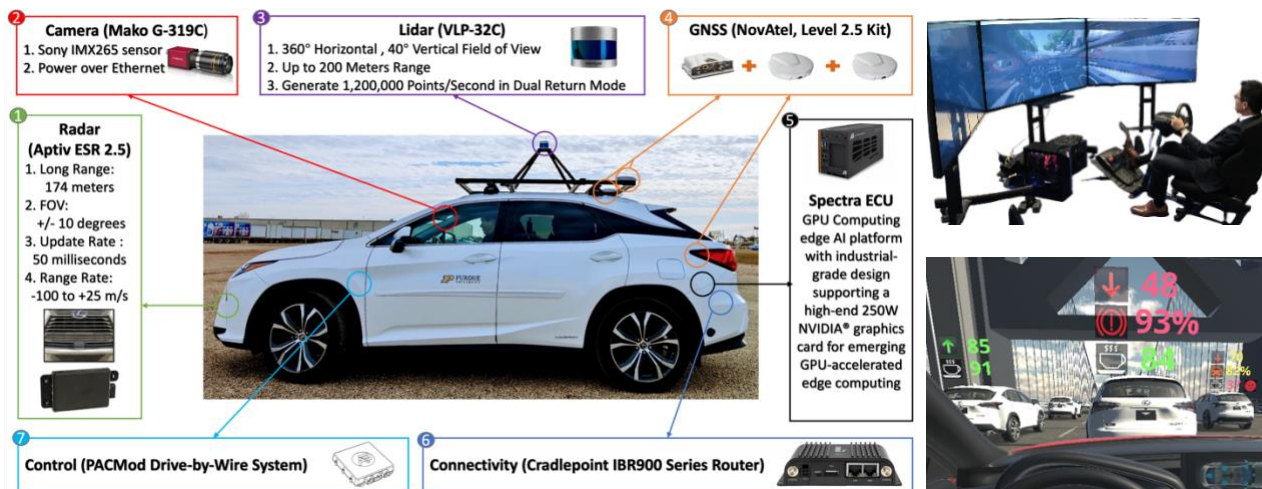 2
Camera (Mako G-319C)
1. Sony IMX265 sensor
2. Power over Ethernet
3
Lidar (VLP-32C)
1. 360° Horizontal , 40° Vertical Field of View
2. Up to 200 Meters Range
3. Generate 1,200,000 Points/Second in Dual Return Mode
4
GNSS (NovAtel, Level 2.5 Kit)
1
Radar
(Aptiv ESR 2.5)
1. Long Range:
174 meters
2. FOV:
+/- 10 degrees
3. Update Rate :
50 milliseconds
4. Range Rate:
-100 to +25 m/s
PURDUE
5
Spectra ECU
GPU Computing
edge AI platform
with industrial-
grade design
supporting a
high-end 250W
NVIDIA® graphics
card for emerging
GPU-accelerated
edge computing
7
Control (PACMod Drive-by-Wire System)
6
Connectivity (Cradlepoint IBR900 Series Router)
48
93%
84
85
91
82%